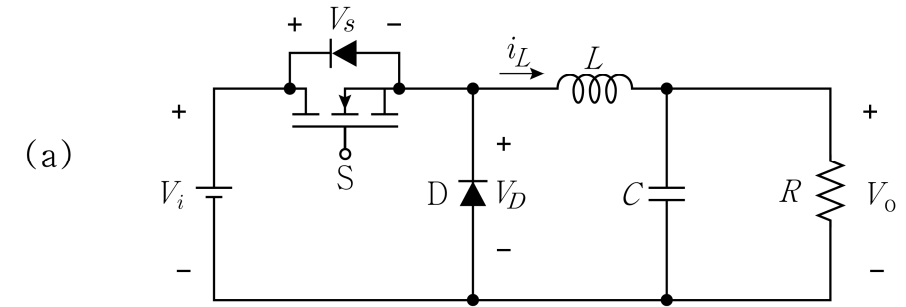 + Vs −
iL L
+ +
(a) +
S
Vi D VD C R Vo
−
− −